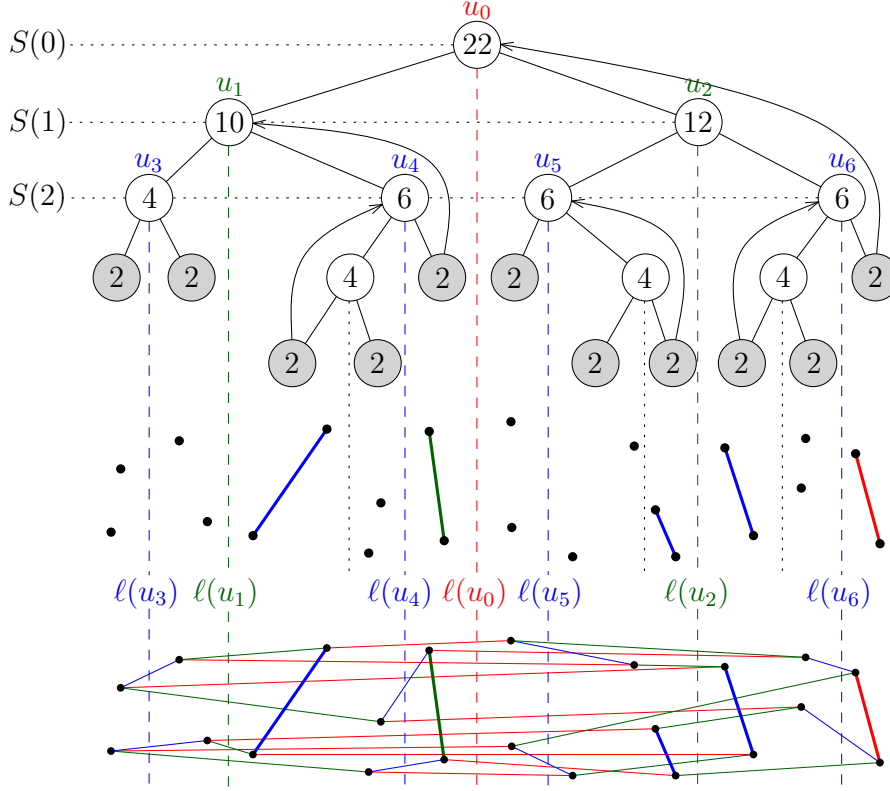 u₀
S(0) 22
u₁ u₂
S(1) 10 12
u₃ u₄ u₅ u₆
S(2) 4 6 6 6
2 2 4 2 2 4 4 2
2 2 2 2 2 2
ℓ(u₃) ℓ(u₁) ℓ(u₄) ℓ(u₀) ℓ(u₅) ℓ(u₂) ℓ(u₆)